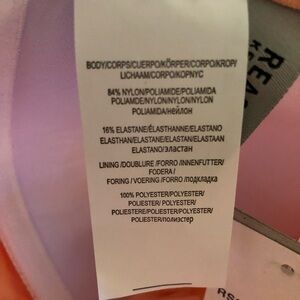 BODY/CORPS/CUERPO/KÖRPER/CORPO/KROP/
LICHAAM/CORPO/КОРПУС
84% NYLON/POLIAMIDE/POLIAMIDA
POLIAMIDE/NYLON/NYLON/NYLON
POLIAMIDA/нейлон
16% ELASTANE/ÉLASTHANNE/ELASTANO
ELASTHAN/ELASTANE/ELASTAN/ELASTAAN
ELASTANO/эластан
LINING /DOUBLURE /FORRO /INNENFUTTER/
FODERA /
FORING / VOERING / FORRO /подкладка
100% POLYESTER/POLYESTER/
POLIÉSTER/POLYESTER/
POLIESTERE/POLYESTER/POLYESTER/
POLIÉSTER/полиэстер
REA
RS